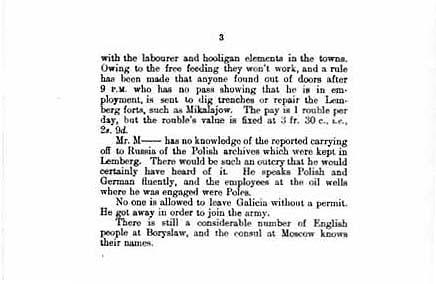 3
with the labourer and hooligan elements in the towns.
Owing to the free feeding they won't work, and a rule
has been made that anyone found out of doors after
9 P.M. who has no pass showing that he is in em-
ployment, is sent to dig trenches or repair the Lem-
berg forts, such as Mikalajow. The pay is 1 rouble per
day, but the rouble's value is fixed at 3 fr. 30 c., i.e.,
2s. 9d.
Mr. M—— has no knowledge of the reported carrying
off to Russia of the Polish archives which were kept in
Lemberg. There would be such an outcry that he would
certainly have heard of it. He speaks Polish and
German fluently, and the employees at the oil wells
where he was engaged were Poles.
No one is allowed to leave Galicia without a permit.
He got away in order to join the army.
There is still a considerable number of English
people at Boryslaw, and the consul at Moscow knows
their names.